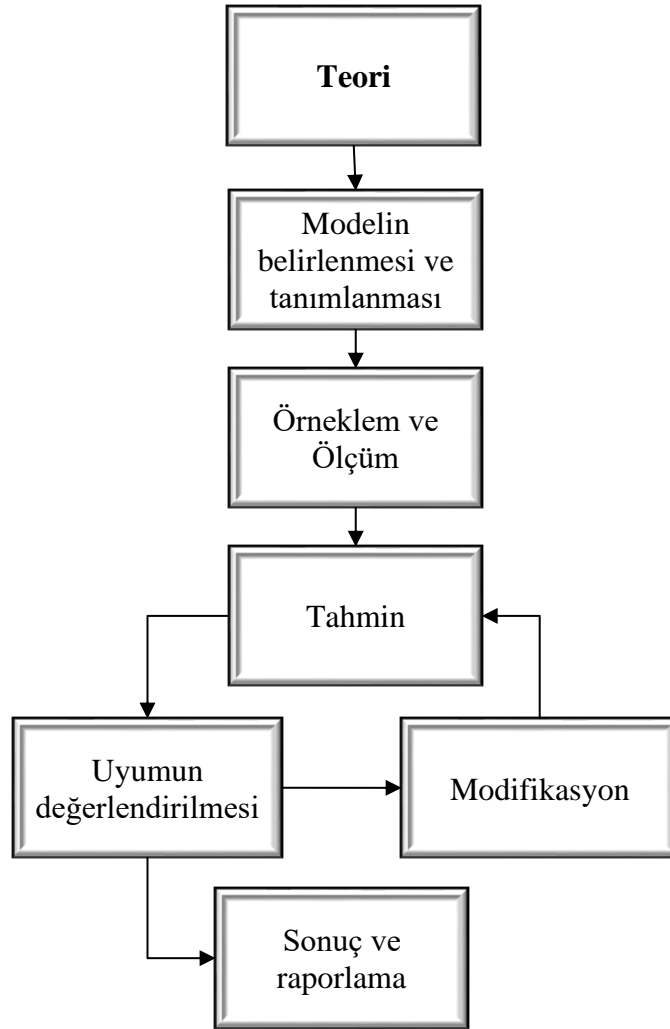 Teori
Modelin
belirlenmesi ve
tanımlanması
Örneklem ve
Ölçüm
Tahmin
Uyumun
değerlendirilmesi
Modifikasyon
Sonuç ve
raporlama